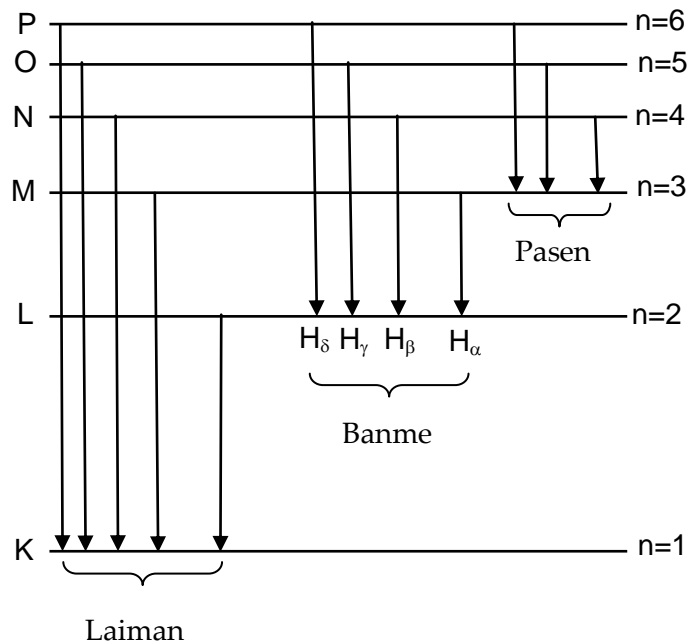 P n=6
O n=5
N n=4
M n=3
Pasen
L n=2
Hδ Hγ Hβ Hα
Banme
K n=1
Laiman